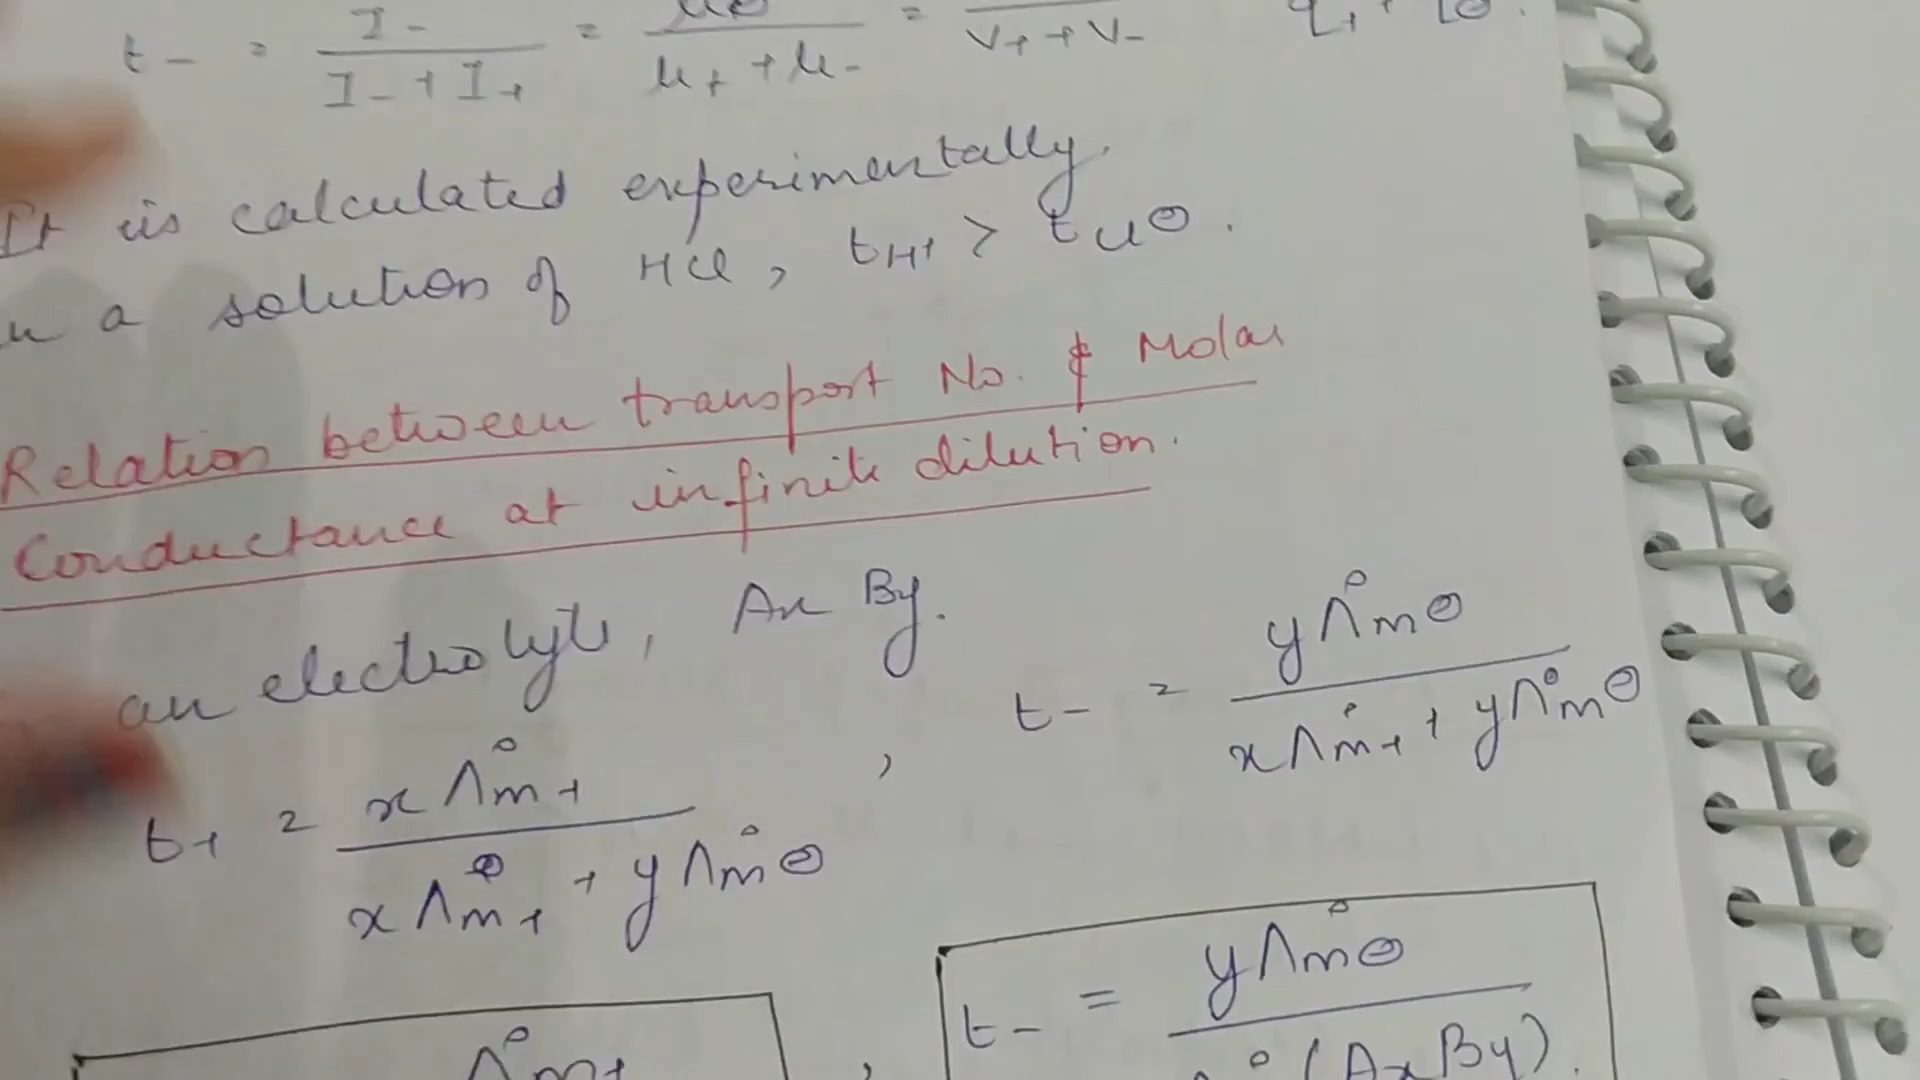 t- = I- / I- + I+ = μ⊖ / μ+ + μ- = / V+ + V-
It is calculated experimentally.
a solution of HCl, tH+ > tCl⊖.
Relation between transport No. & Molar
Conductance at infinite dilution.
an electrolyte, Ax By.
t- = yΛ°m⊖ / xΛ°m+ + yΛ°m⊖
t+ = xΛ°m+ / xΛ°m+ + yΛ°m⊖ ,
t- = yΛ°m⊖ / Λ°(AxBy).
Λ°m+ ,